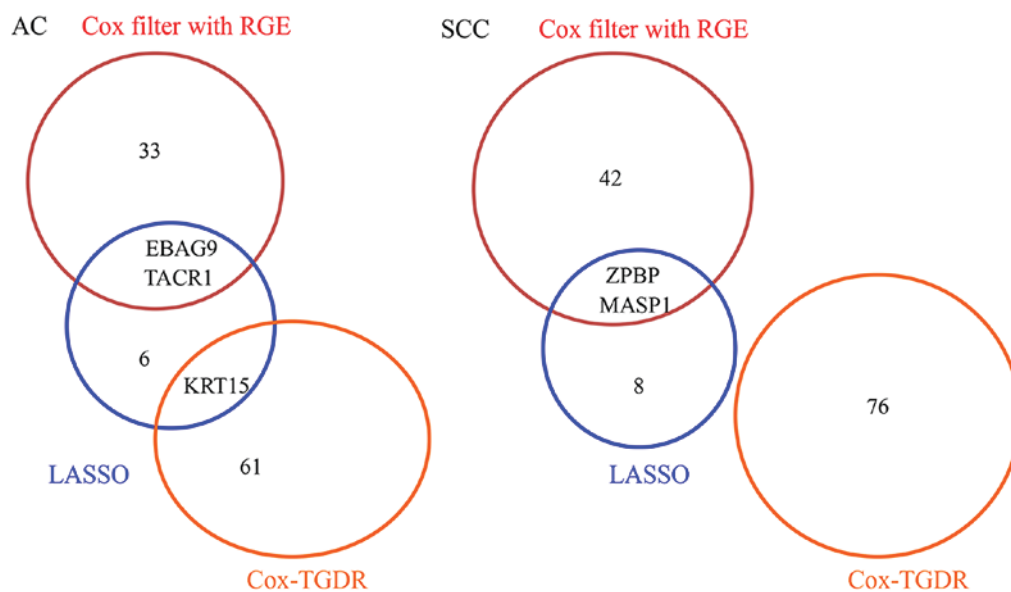 AC
Cox filter with RGE
33
EBAG9
TACR1
6
KRT15
LASSO
61
Cox-TGDR
SCC
Cox filter with RGE
42
ZPBP
MASP1
8
LASSO
76
Cox-TGDR